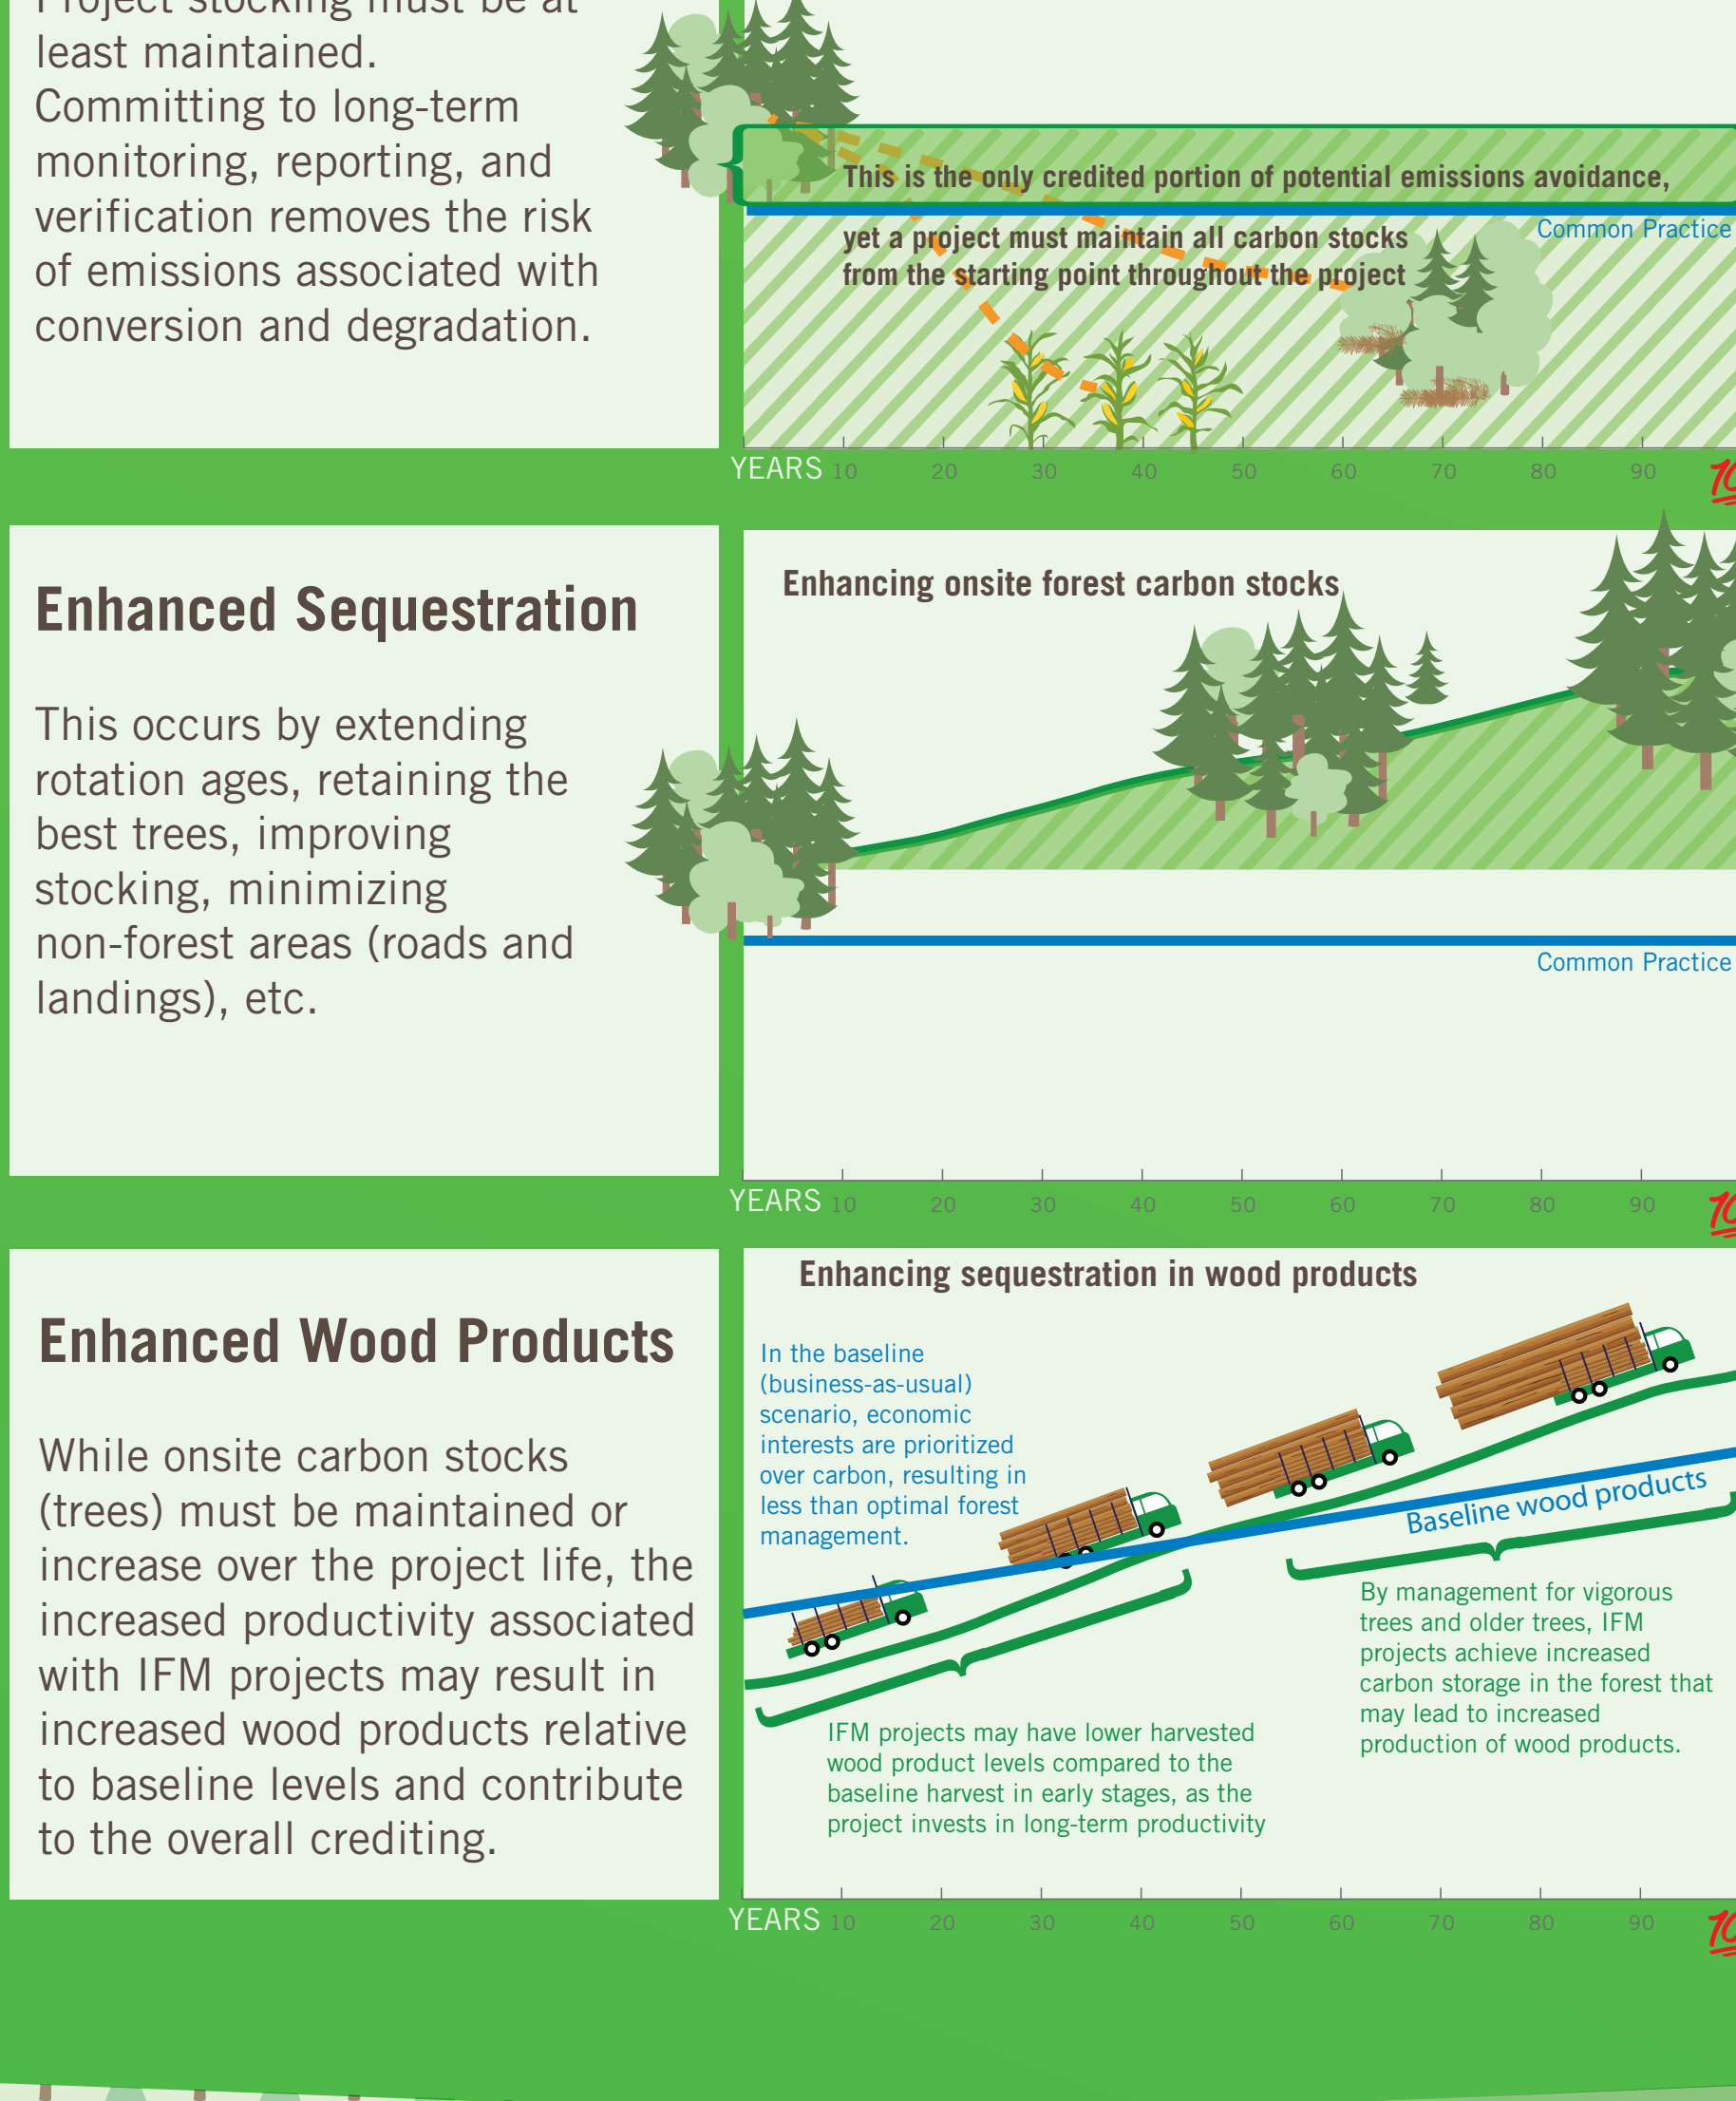 Project stocking must be at
least maintained.
Committing to long-term
monitoring, reporting, and
verification removes the risk
of emissions associated with
conversion and degradation.
This is the only credited portion of potential emissions avoidance,
Common Practice
yet a project must maintain all carbon stocks
from the starting point throughout the project
YEARS 10 20 30 40 50 60 70 80 90
Enhanced Sequestration
This occurs by extending
rotation ages, retaining the
best trees, improving
stocking, minimizing
non-forest areas (roads and
landings), etc.
Enhancing onsite forest carbon stocks
Common Practice
YEARS 10 20 30 40 50 60 70 80 90
Enhanced Wood Products
While onsite carbon stocks
(trees) must be maintained or
increase over the project life, the
increased productivity associated
with IFM projects may result in
increased wood products relative
to baseline levels and contribute
to the overall crediting.
Enhancing sequestration in wood products
In the baseline
(business-as-usual)
scenario, economic
interests are prioritized
over carbon, resulting in
less than optimal forest
management.
Baseline wood products
By management for vigorous
trees and older trees, IFM
projects achieve increased
carbon storage in the forest that
may lead to increased
production of wood products.
IFM projects may have lower harvested
wood product levels compared to the
baseline harvest in early stages, as the
project invests in long-term productivity
YEARS 10 20 30 40 50 60 70 80 90